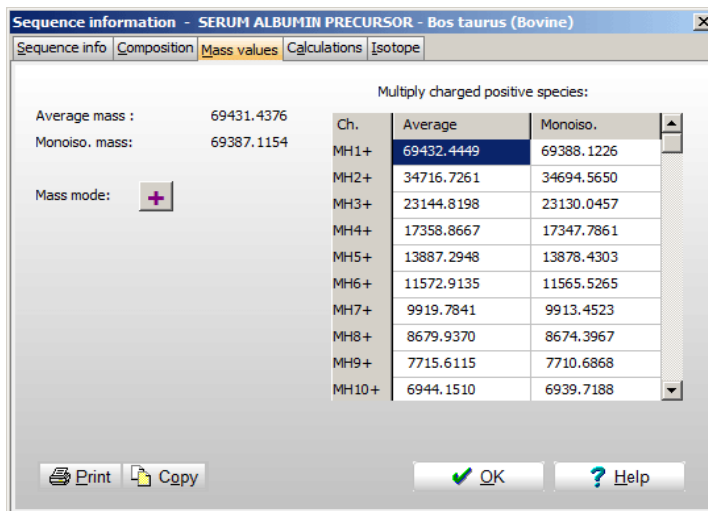 Sequence information - SERUM ALBUMIN PRECURSOR - Bos taurus (Bovine)
Sequence info Composition Mass values Calculations Isotope
Multiply charged positive species:
Average mass : 69431.4376
Monoiso. mass: 69387.1154
Mass mode: +
Ch. Average Monoiso.
MH1+ 69432.4449 69388.1226
MH2+ 34716.7261 34694.5650
MH3+ 23144.8198 23130.0457
MH4+ 17358.8667 17347.7861
MH5+ 13887.2948 13878.4303
MH6+ 11572.9135 11565.5265
MH7+ 9919.7841 9913.4523
MH8+ 8679.9370 8674.3967
MH9+ 7715.6115 7710.6868
MH10+ 6944.1510 6939.7188
Print Copy OK ? Help